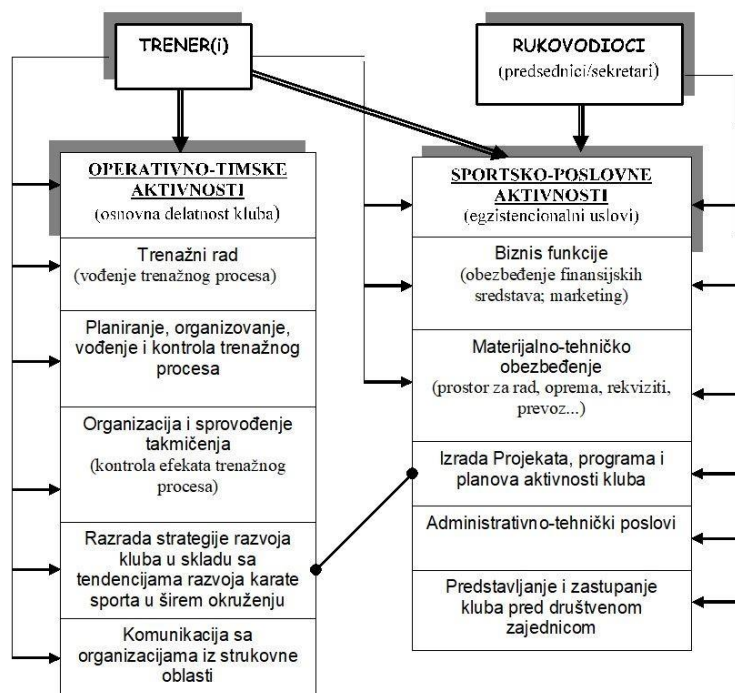 TRENER(i)
RUKOVODIOCI
(predsednici/sekretari)
OPERATIVNO-TIMSKE
AKTIVNOSTI
(osnovna delatnost kluba)
Trenažni rad
(vođenje trenažnog procesa)
Planiranje, organizovanje,
vođenje i kontrola trenažnog
procesa
Organizacija i sprovođenje
takmičenja
(kontrola efekata trenažnog
procesa)
Razrada strategije razvoja
kluba u skladu sa
tendencijama razvoja karate
sporta u širem okruženju
Komunikacija sa
organizacijama iz strukovne
oblasti
SPORTSKO-POSLOVNE
AKTIVNOSTI
(egzistencionalni uslovi)
Biznis funkcije
(obezbeđenje finansijskih
sredstava; marketing)
Materijalno-tehničko
obezbeđenje
(prostor za rad, oprema, rekviziti,
prevoz...)
Izrada Projekata, programa i
planova aktivnosti kluba
Administrativno-tehnički poslovi
Predstavljanje i zastupanje
kluba pred društvenom
zajednicom